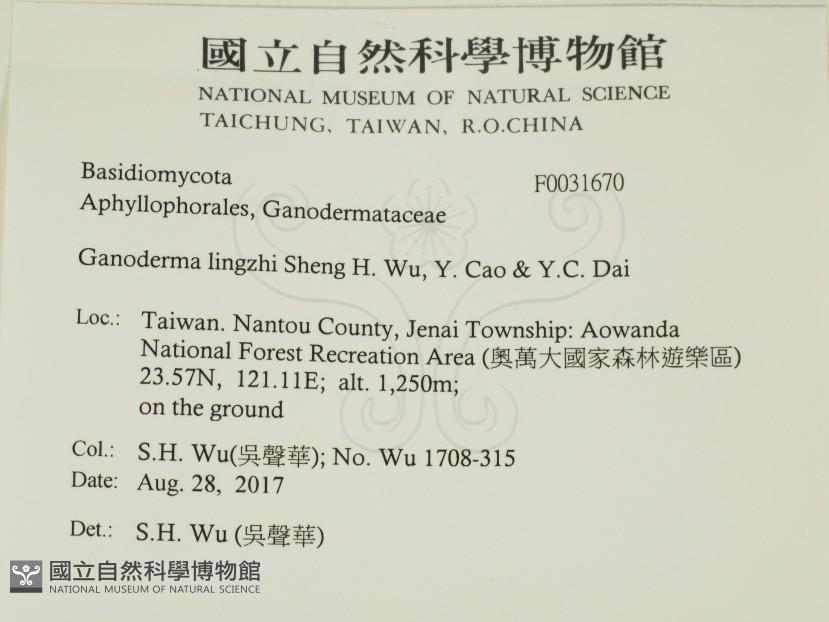 國立自然科學博物館
NATIONAL MUSEUM OF NATURAL SCIENCE
TAICHUNG, TAIWAN, R.O.CHINA
Basidiomycota F0031670
Aphyllophorales, Ganodermataceae
Ganoderma lingzhi Sheng H. Wu, Y. Cao & Y.C. Dai
Loc.: Taiwan. Nantou County, Jenai Township: Aowanda
National Forest Recreation Area (奧萬大國家森林遊樂區)
23.57N, 121.11E; alt. 1,250m;
on the ground
Col.: S.H. Wu(吳聲華); No. Wu 1708-315
Date: Aug. 28, 2017
Det.: S.H. Wu (吳聲華)
國立自然科學博物館
NATIONAL MUSEUM OF NATURAL SCIENCE